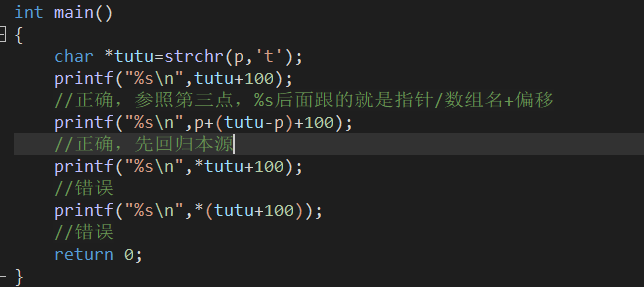 int main()
{
char *tutu=strchr(p,'t');
printf("%s\n",tutu+100);
//正确，参照第三点，%s后面跟的就是指针/数组名+偏移
printf("%s\n",p+(tutu-p)+100);
//正确，先回归本源
printf("%s\n",*tutu+100);
//错误
printf("%s\n",*(tutu+100));
//错误
return 0;
}